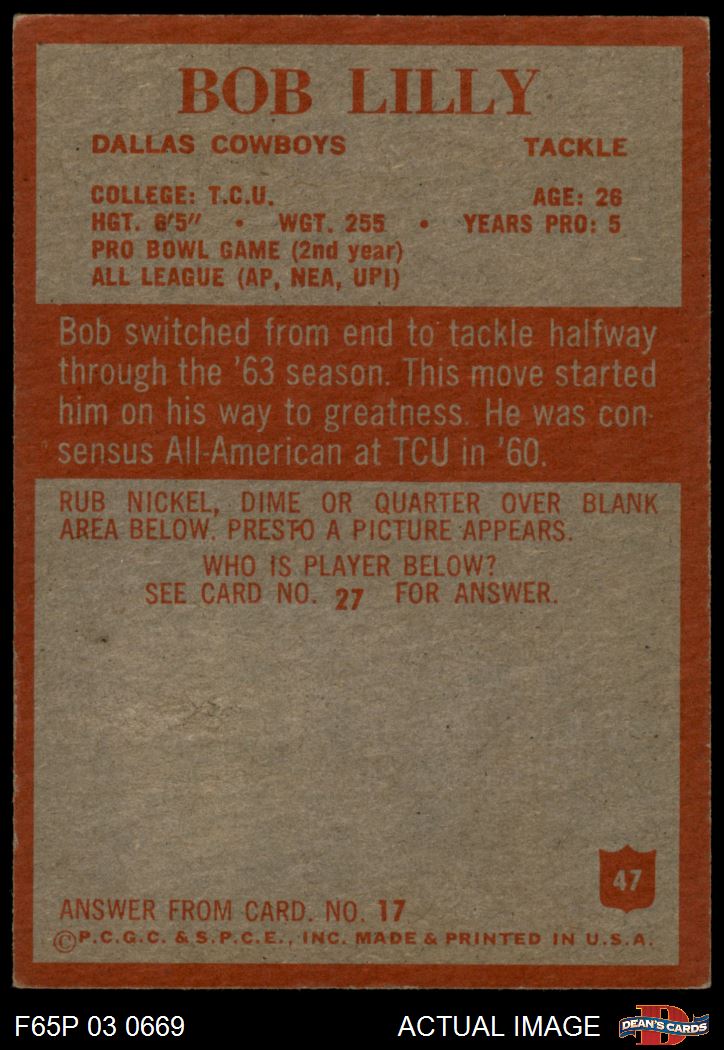 BOB LILLY
DALLAS COWBOYS TACKLE
COLLEGE: T.C.U. AGE: 26
HGT. 6'5" • WGT. 255 • YEARS PRO: 5
PRO BOWL GAME (2nd year)
ALL LEAGUE (AP, NEA, UPI)
Bob switched from end to tackle halfway
through the '63 season. This move started
him on his way to greatness. He was con-
sensus All-American at TCU in '60.
RUB NICKEL, DIME OR QUARTER OVER BLANK
AREA BELOW. PRESTO A PICTURE APPEARS.
WHO IS PLAYER BELOW?
SEE CARD NO. 27 FOR ANSWER.
47
ANSWER FROM CARD. NO. 17
©P.C.G.C. & S.P.C.E., INC. MADE & PRINTED IN U.S.A.
F65P 03 0669 ACTUAL IMAGE
D
DEAN'S CARDS